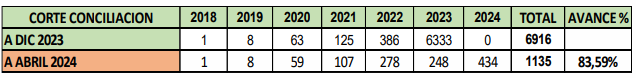 CORTE CONCILIACION 2018 2019 2020 2021 2022 2023 2024 TOTAL AVANCE %
A DIC 2023 1 8 63 125 386 6333 0 6916
A ABRIL 2024 1 8 59 107 278 248 434 1135 83,59%